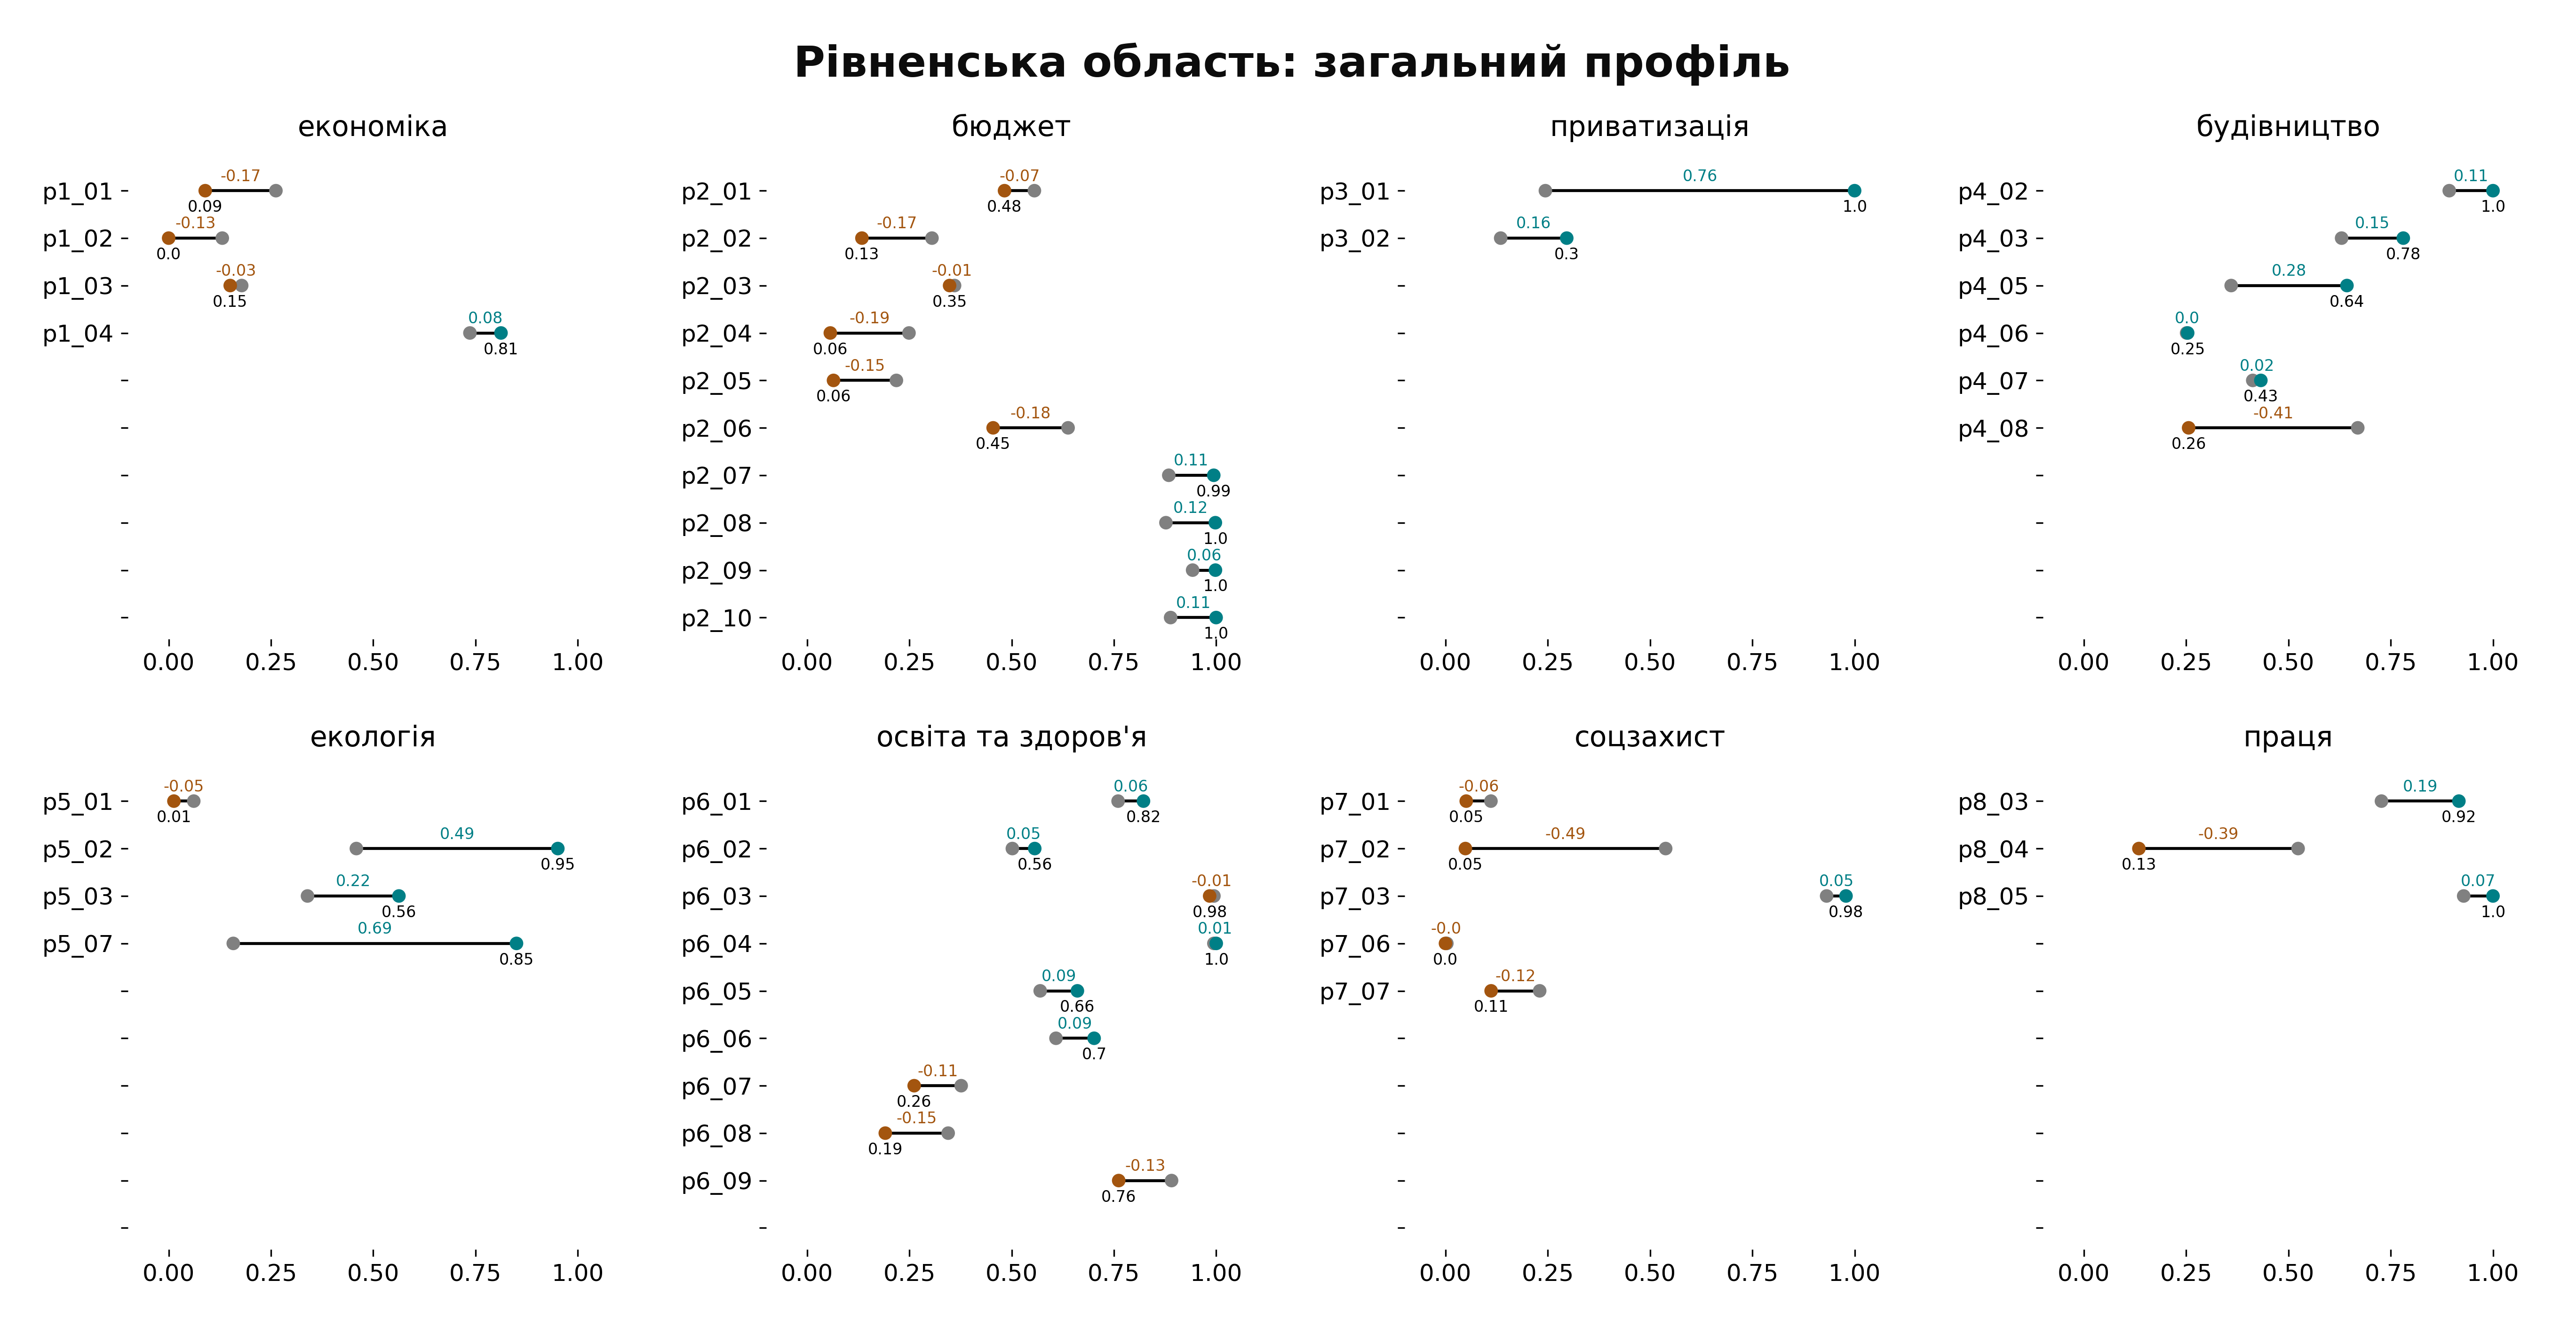 Рівненська область: загальний профіль
економіка
p1_01
-0.17
0.09
p1_02
-0.13
0.0
p1_03
-0.03
0.15
p1_04
0.08
0.81
0.00 0.25 0.50 0.75 1.00
бюджет
p2_01
-0.07
0.48
p2_02
-0.17
0.13
p2_03
-0.01
0.35
p2_04
-0.19
0.06
p2_05
-0.15
0.06
p2_06
-0.18
0.45
p2_07
0.11
0.99
p2_08
0.12
1.0
p2_09
0.06
1.0
p2_10
0.11
1.0
0.00 0.25 0.50 0.75 1.00
приватизація
p3_01
0.76
1.0
p3_02
0.16
0.3
0.00 0.25 0.50 0.75 1.00
будівництво
p4_02
0.11
1.0
p4_03
0.15
0.78
p4_05
0.28
0.64
p4_06
0.0
0.25
p4_07
0.02
0.43
p4_08
-0.41
0.26
0.00 0.25 0.50 0.75 1.00
екологія
p5_01
-0.05
0.01
p5_02
0.49
0.95
p5_03
0.22
0.56
p5_07
0.69
0.85
0.00 0.25 0.50 0.75 1.00
освіта та здоров'я
p6_01
0.06
0.82
p6_02
0.05
0.56
p6_03
-0.01
0.98
p6_04
0.01
1.0
p6_05
0.09
0.66
p6_06
0.09
0.7
p6_07
-0.11
0.26
p6_08
-0.15
0.19
p6_09
-0.13
0.76
0.00 0.25 0.50 0.75 1.00
соцзахист
p7_01
-0.06
0.05
p7_02
-0.49
0.05
p7_03
0.05
0.98
p7_06
-0.0
0.0
p7_07
-0.12
0.11
0.00 0.25 0.50 0.75 1.00
праця
p8_03
0.19
0.92
p8_04
-0.39
0.13
p8_05
0.07
1.0
0.00 0.25 0.50 0.75 1.00